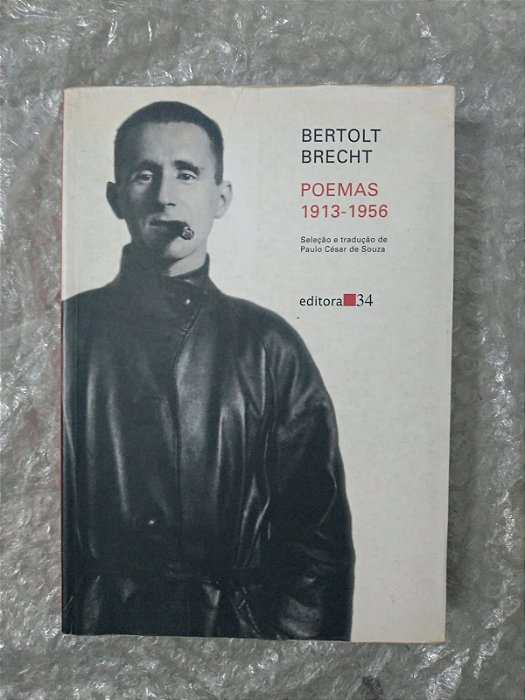 BERTOLT
BRECHT
POEMAS
1913-1956
Seleção e tradução de
Paulo César de Souza
editora 34